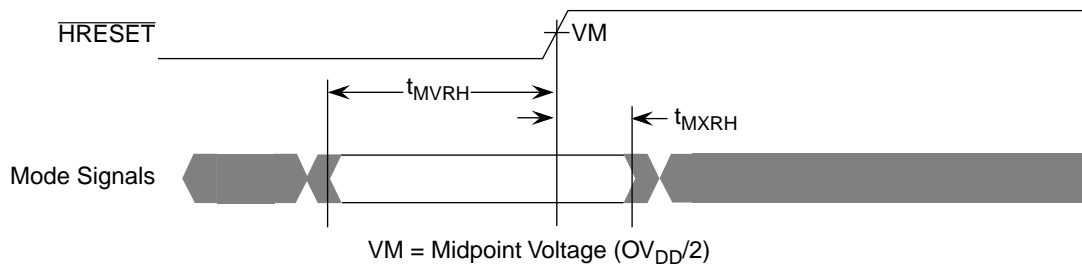 HRESET
VM
tMVRH
tMXRH
Mode Signals
VM = Midpoint Voltage (OVDD/2)